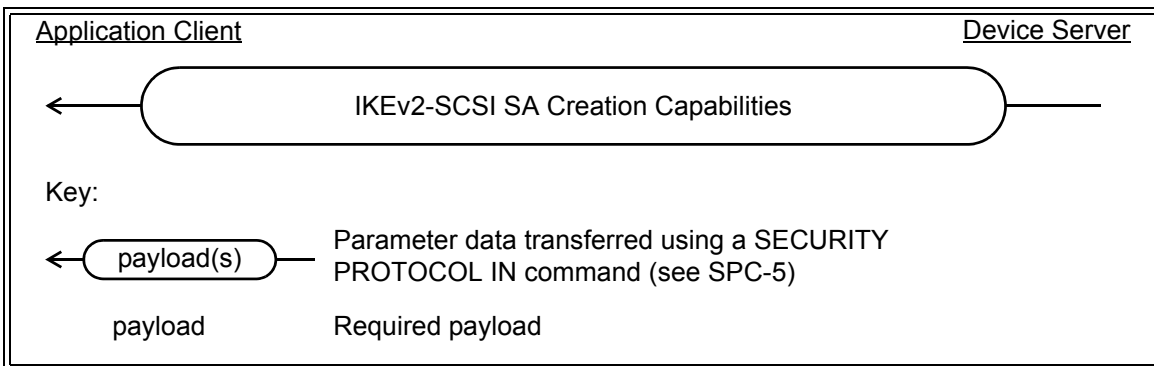 Application Client
Device Server
IKEv2-SCSI SA Creation Capabilities
Key:
payload(s)
Parameter data transferred using a SECURITY
PROTOCOL IN command (see SPC-5)
payload
Required payload